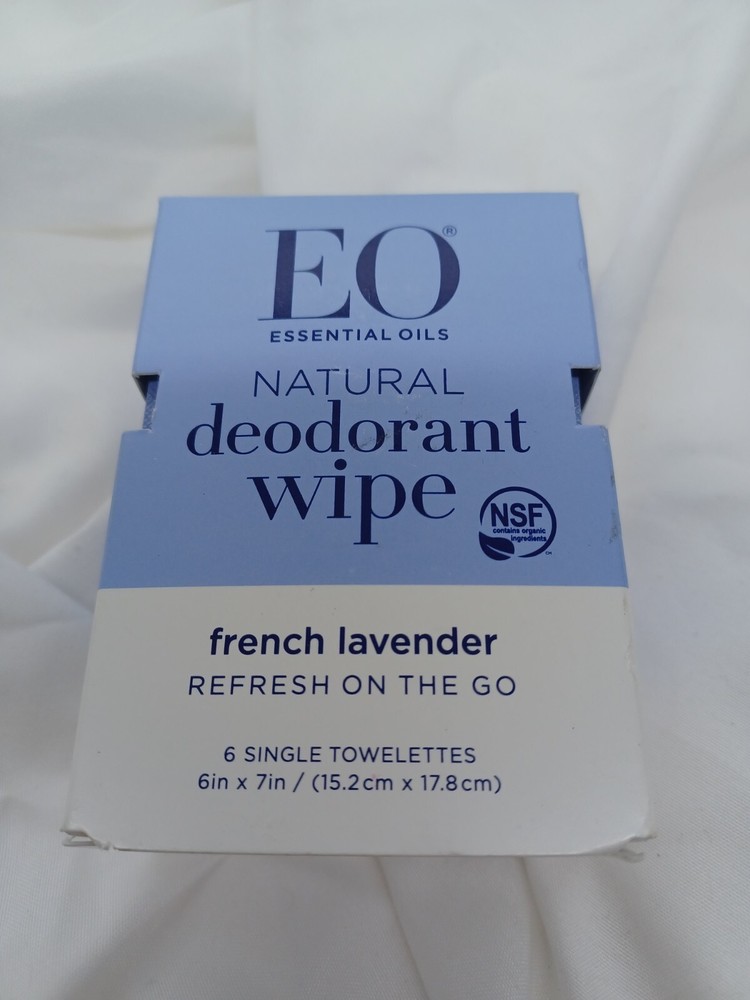 EO®
ESSENTIAL OILS
NATURAL
deodorant
wipe
NSF
contains organic
ingredients
french lavender
REFRESH ON THE GO
6 SINGLE TOWELETTES
6in x 7in / (15.2cm x 17.8cm)